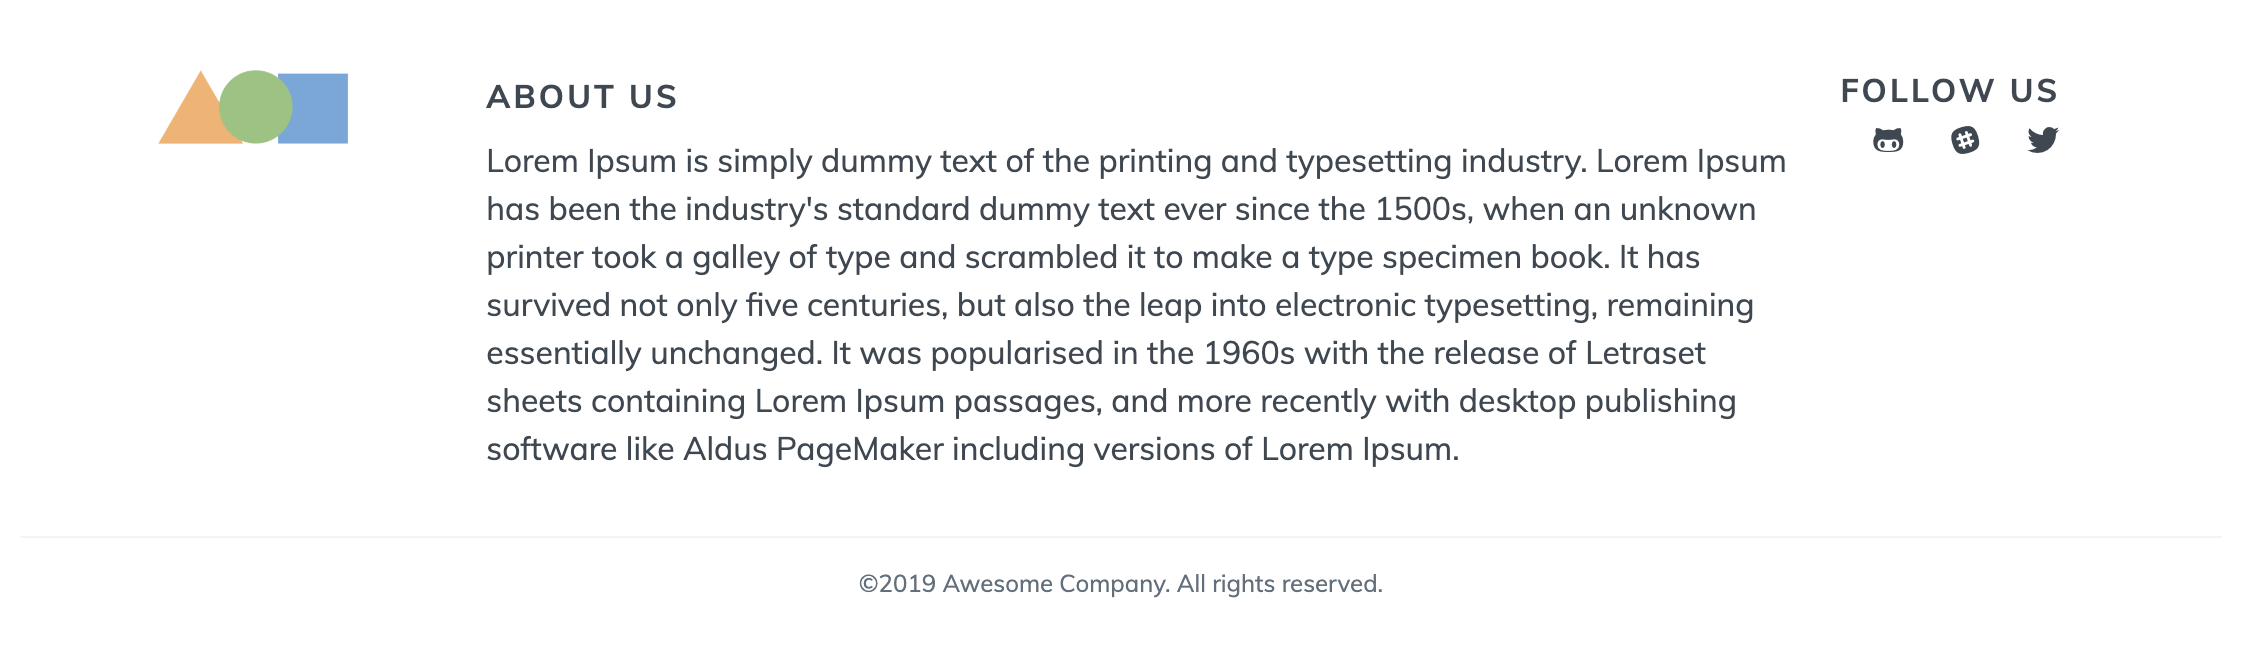 ABOUT US
Lorem Ipsum is simply dummy text of the printing and typesetting industry. Lorem Ipsum
has been the industry's standard dummy text ever since the 1500s, when an unknown
printer took a galley of type and scrambled it to make a type specimen book. It has
survived not only five centuries, but also the leap into electronic typesetting, remaining
essentially unchanged. It was popularised in the 1960s with the release of Letraset
sheets containing Lorem Ipsum passages, and more recently with desktop publishing
software like Aldus PageMaker including versions of Lorem Ipsum.
FOLLOW US
©2019 Awesome Company. All rights reserved.